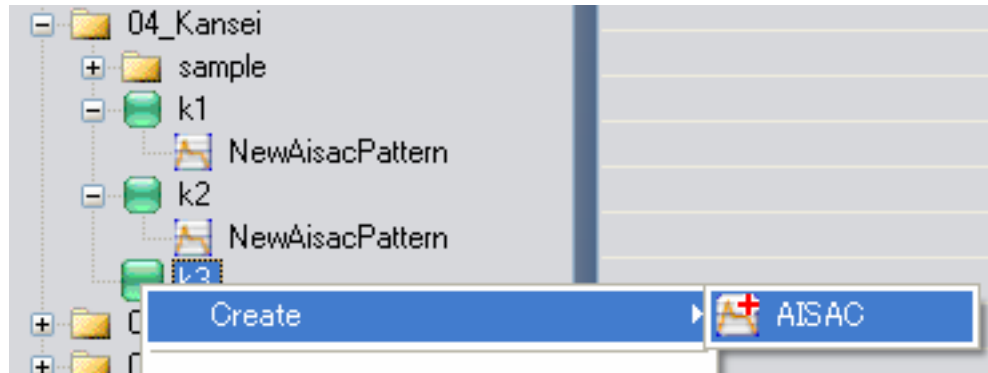 04_Kansei
sample
k1
NewAisacPattern
k2
NewAisacPattern
k3
Create
AISAC